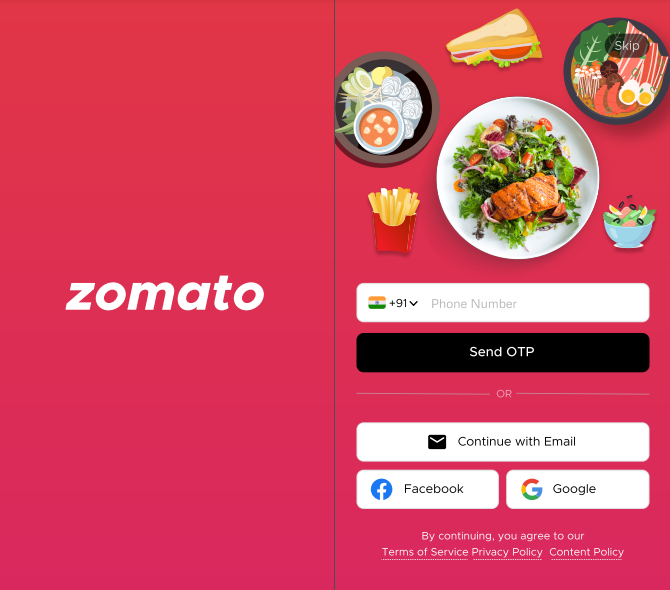 zomato
Skip
+91 Phone Number
Send OTP
OR
Continue with Email
Facebook
Google
By continuing, you agree to our
Terms of Service Privacy Policy Content Policy